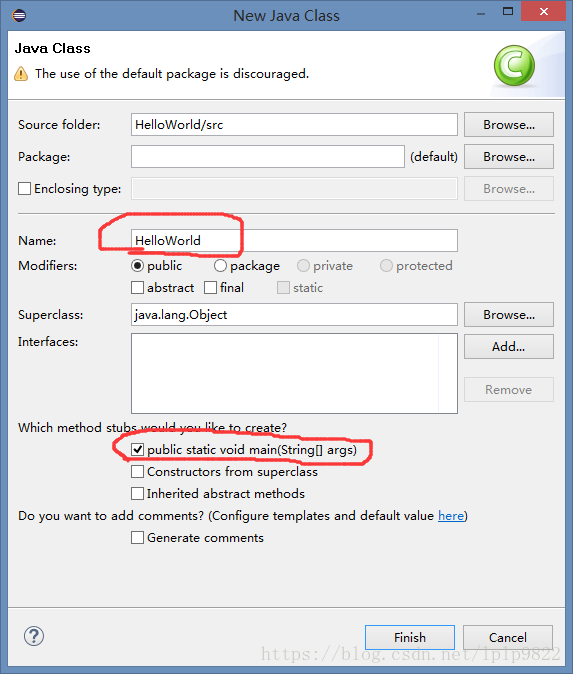 New Java Class
Java Class
The use of the default package is discouraged.
Source folder: HelloWorld/src Browse...
Package: (default) Browse...
Enclosing type: Browse...
Name: HelloWorld
Modifiers: public package private protected
abstract final static
Superclass: java.lang.Object Browse...
Interfaces: Add...
Remove
Which method stubs would you like to create?
public static void main(String[] args)
Constructors from superclass
Inherited abstract methods
Do you want to add comments? (Configure templates and default value here)
Generate comments
? Finish Cancel
https://blog.csdn.net/lplp9822